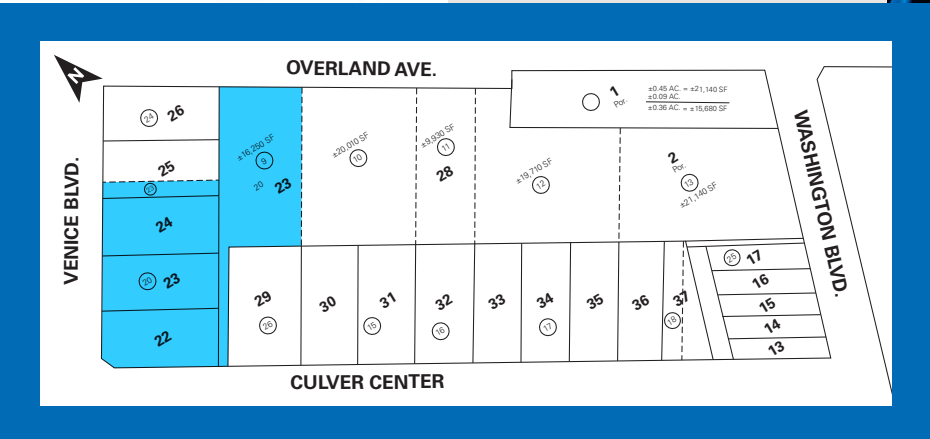 N
OVERLAND AVE.
VENICE BLVD.
WASHINGTON BLVD.
CULVER CENTER
24 26
25
23
24
20 23
22
±16,250 SF
9
20 23
±20,010 SF
10
±9,930 SF
11
28
±19,710 SF
12
1
Por.
±0.45 AC. = ±21,140 SF
±0.09 AC.
±0.36 AC. = ±15,680 SF
2
Por.
13
±21,140 SF
29
26
30
31
15
32
16
33
34
17
35
36
37
18
25 17
16
15
14
13